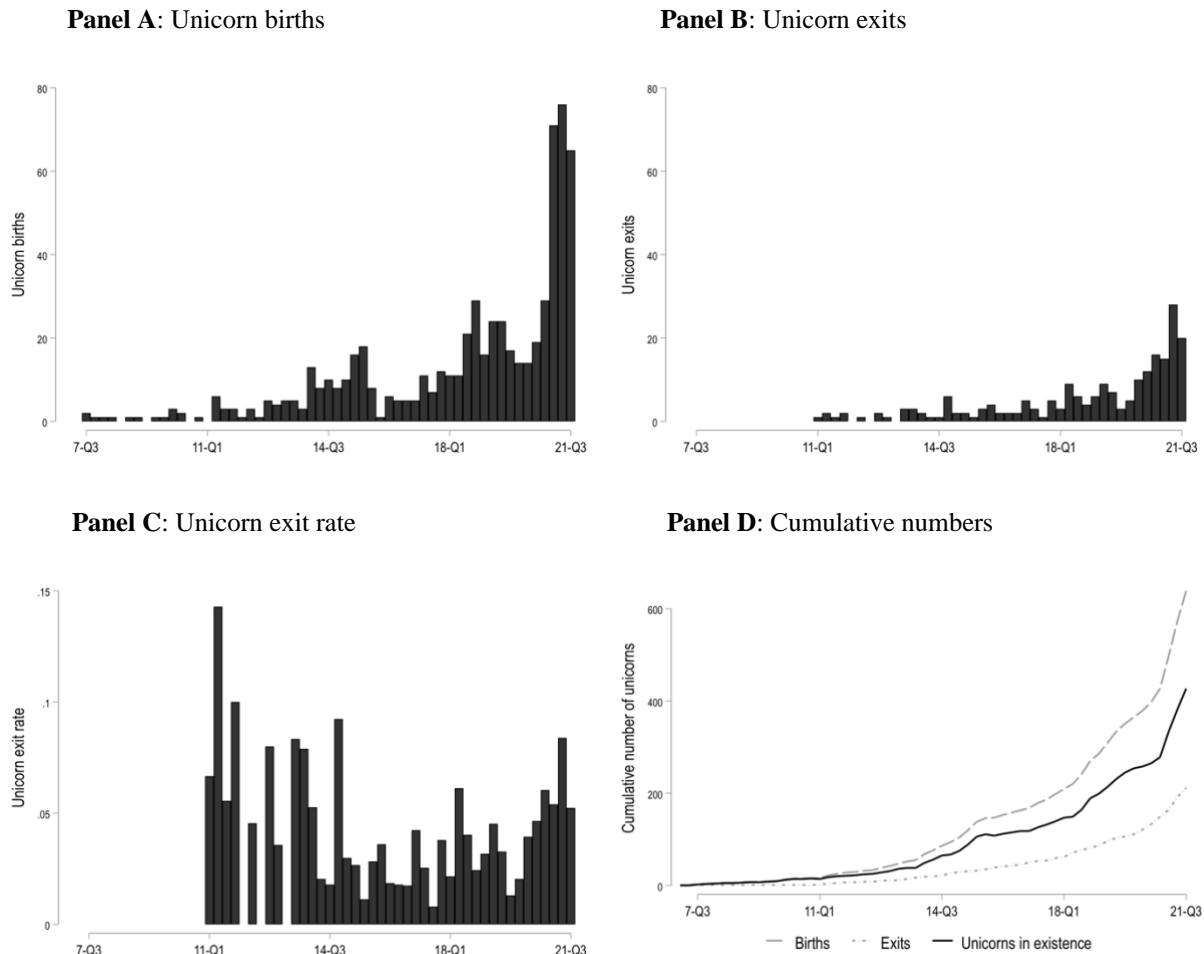 Panel A: Unicorn births
Panel B: Unicorn exits
80
60
40
20
0
Unicorn births
7-Q3 11-Q1 14-Q3 18-Q1 21-Q3
80
60
40
20
0
Unicorn exits
7-Q3 11-Q1 14-Q3 18-Q1 21-Q3
Panel C: Unicorn exit rate
Panel D: Cumulative numbers
.15
.1
.05
0
Unicorn exit rate
7-Q3 11-Q1 14-Q3 18-Q1 21-Q3
600
400
200
0
Cumulative number of unicorns
7-Q3 11-Q1 14-Q3 18-Q1 21-Q3
Births Exits Unicorns in existence